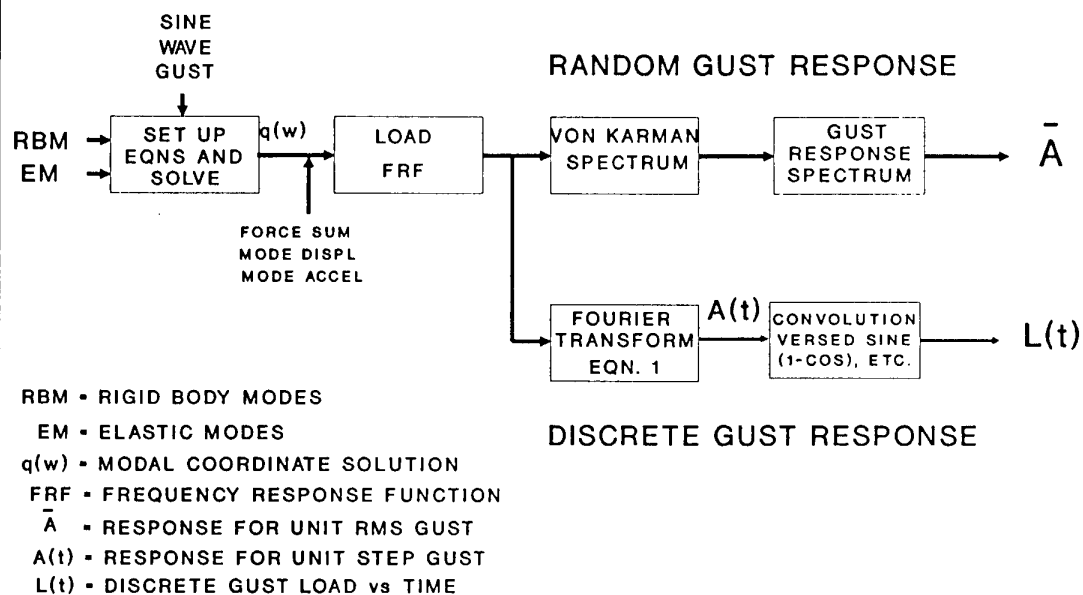 SINE
WAVE
GUST
RANDOM GUST RESPONSE
RBM
EM
SET UP
EQNS AND
SOLVE
q(w)
LOAD
FRF
VON KARMAN
SPECTRUM
GUST
RESPONSE
SPECTRUM
A̅
FORCE SUM
MODE DISPL
MODE ACCEL
FOURIER
TRANSFORM
EQN. 1
A(t)
CONVOLUTION
VERSED SINE
(1-COS), ETC.
L(t)
DISCRETE GUST RESPONSE
RBM = RIGID BODY MODES
EM = ELASTIC MODES
q(w) = MODAL COORDINATE SOLUTION
FRF = FREQUENCY RESPONSE FUNCTION
A̅ = RESPONSE FOR UNIT RMS GUST
A(t) = RESPONSE FOR UNIT STEP GUST
L(t) = DISCRETE GUST LOAD vs TIME